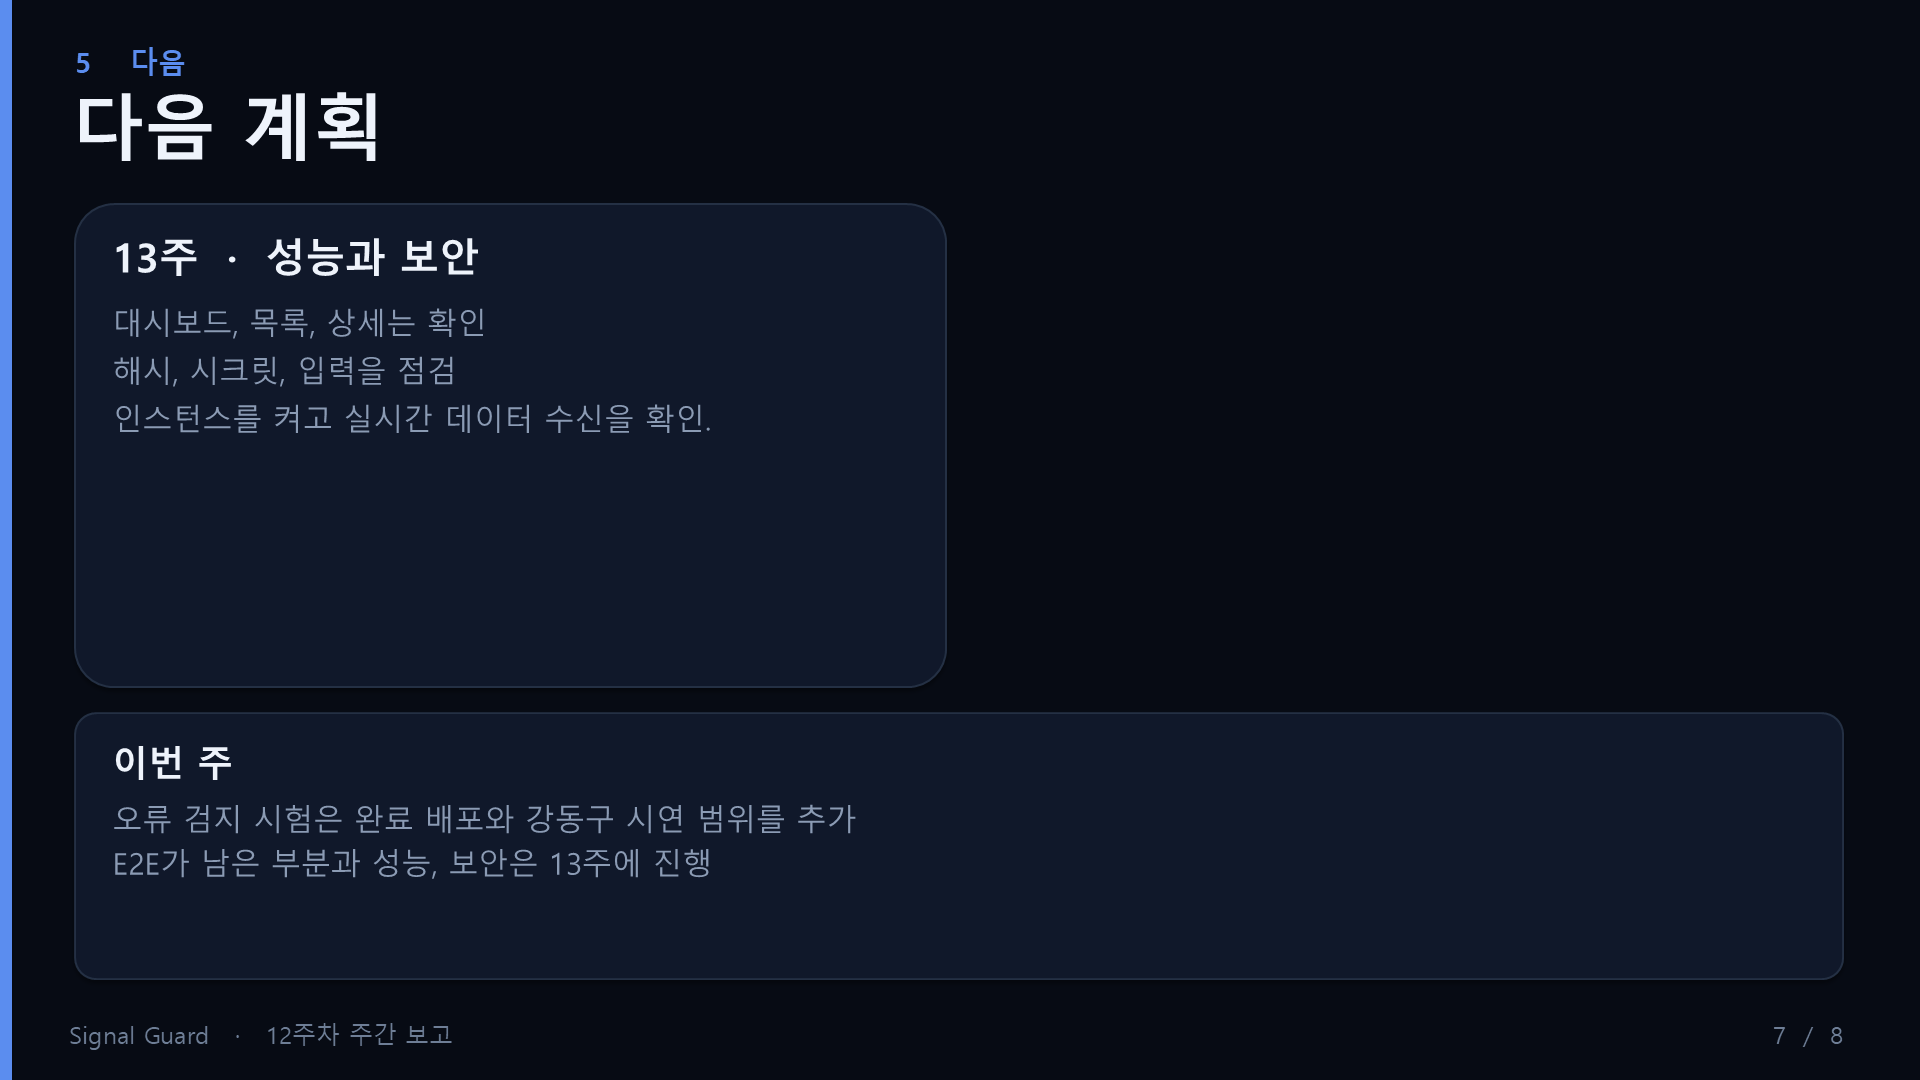 5 다음
다음 계획
13주 · 성능과 보안
대시보드, 목록, 상세는 확인
해시, 시크릿, 입력을 점검
인스턴스를 켜고 실시간 데이터 수신을 확인.
이번 주
오류 검지 시험은 완료 배포와 강동구 시연 범위를 추가
E2E가 남은 부분과 성능, 보안은 13주에 진행
Signal Guard · 12주차 주간 보고
7 / 8